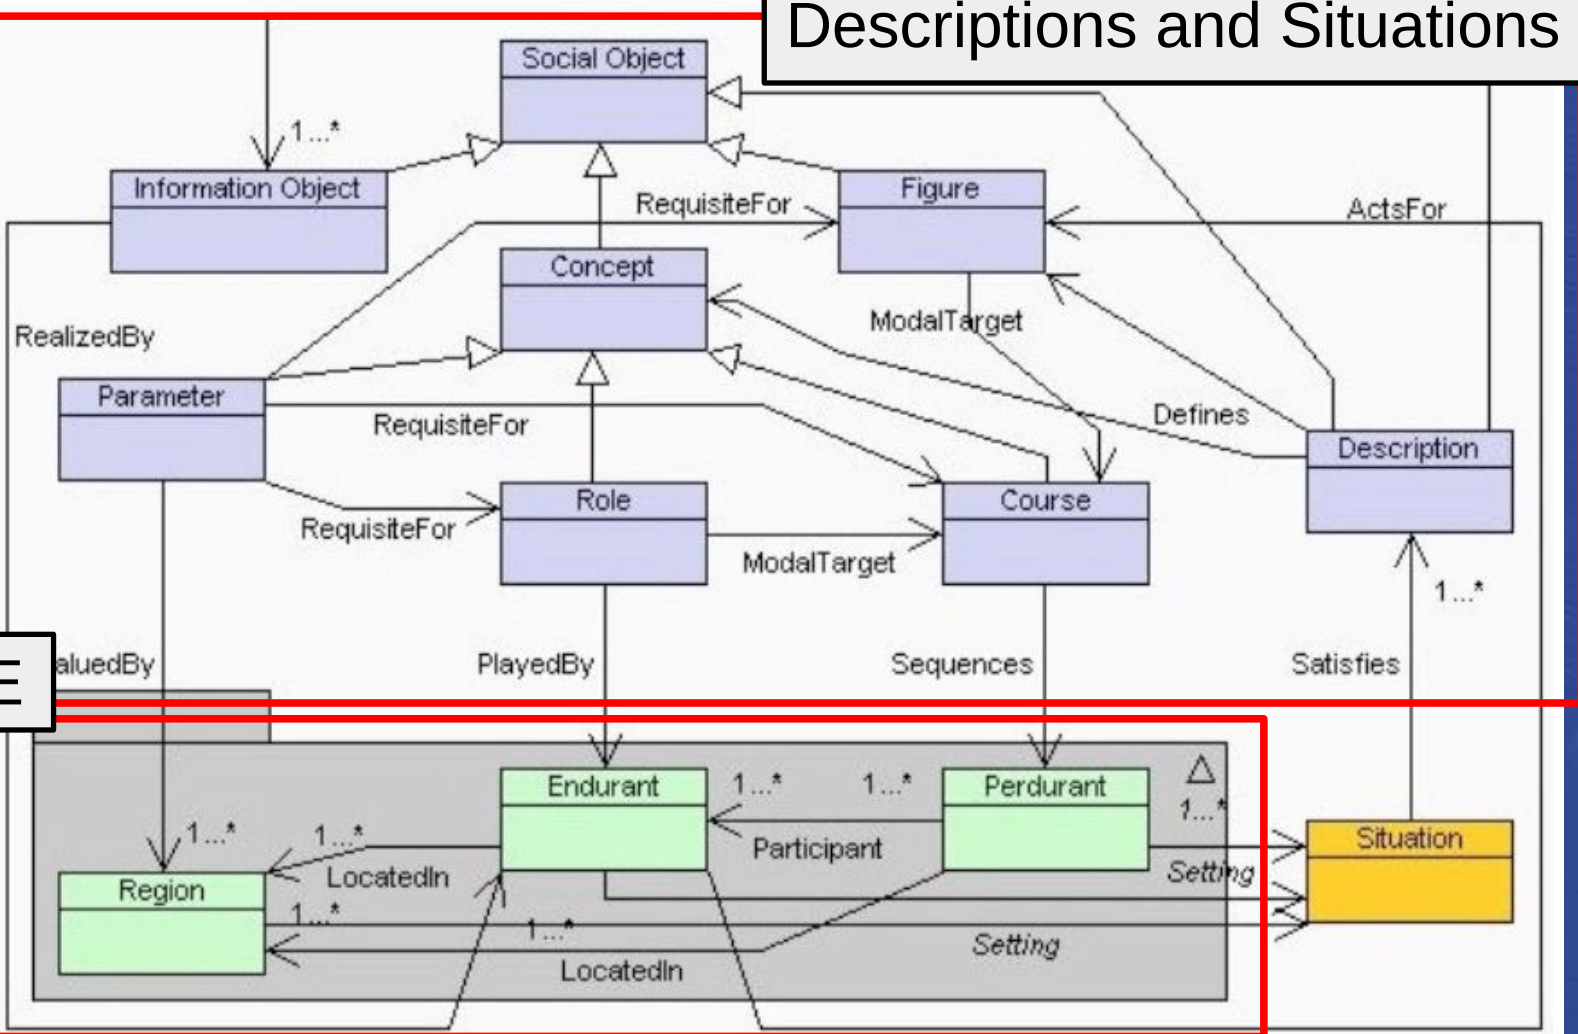 Descriptions and Situations
Social Object
1...*
Information Object
Figure
RequisiteFor
ActsFor
Concept
ModalTarget
RealizedBy
Parameter
Defines
RequisiteFor
Description
Role
Course
RequisiteFor
ModalTarget
1...*
E
aluedBy
PlayedBy
Sequences
Satisfies
Endurant
1...*
1...*
Perdurant
1...*
1...*
1...*
Participant
Situation
LocatedIn
Setting
Region
1...*
1...*
Setting
LocatedIn